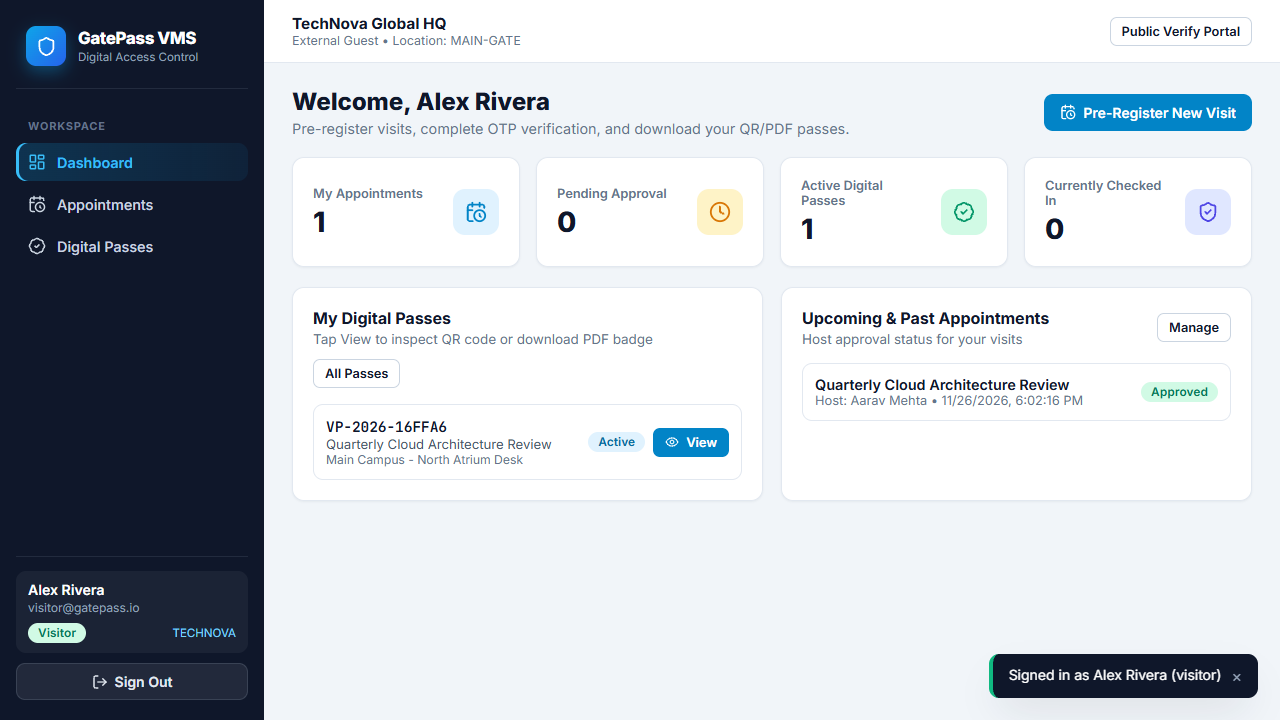 GatePass VMS
Digital Access Control
WORKSPACE
Dashboard
Appointments
Digital Passes
Alex Rivera
visitor@gatepass.io
Visitor
TECHNOVA
Sign Out
TechNova Global HQ
External Guest • Location: MAIN-GATE
Public Verify Portal
Welcome, Alex Rivera
Pre-register visits, complete OTP verification, and download your QR/PDF passes.
Pre-Register New Visit
My Appointments
1
Pending Approval
0
Active Digital
Passes
1
Currently Checked
In
0
My Digital Passes
Tap View to inspect QR code or download PDF badge
All Passes
VP-2026-16FFA6
Quarterly Cloud Architecture Review
Main Campus - North Atrium Desk
Active
View
Upcoming & Past Appointments
Host approval status for your visits
Manage
Quarterly Cloud Architecture Review
Host: Aarav Mehta • 11/26/2026, 6:02:16 PM
Approved
Signed in as Alex Rivera (visitor) ×